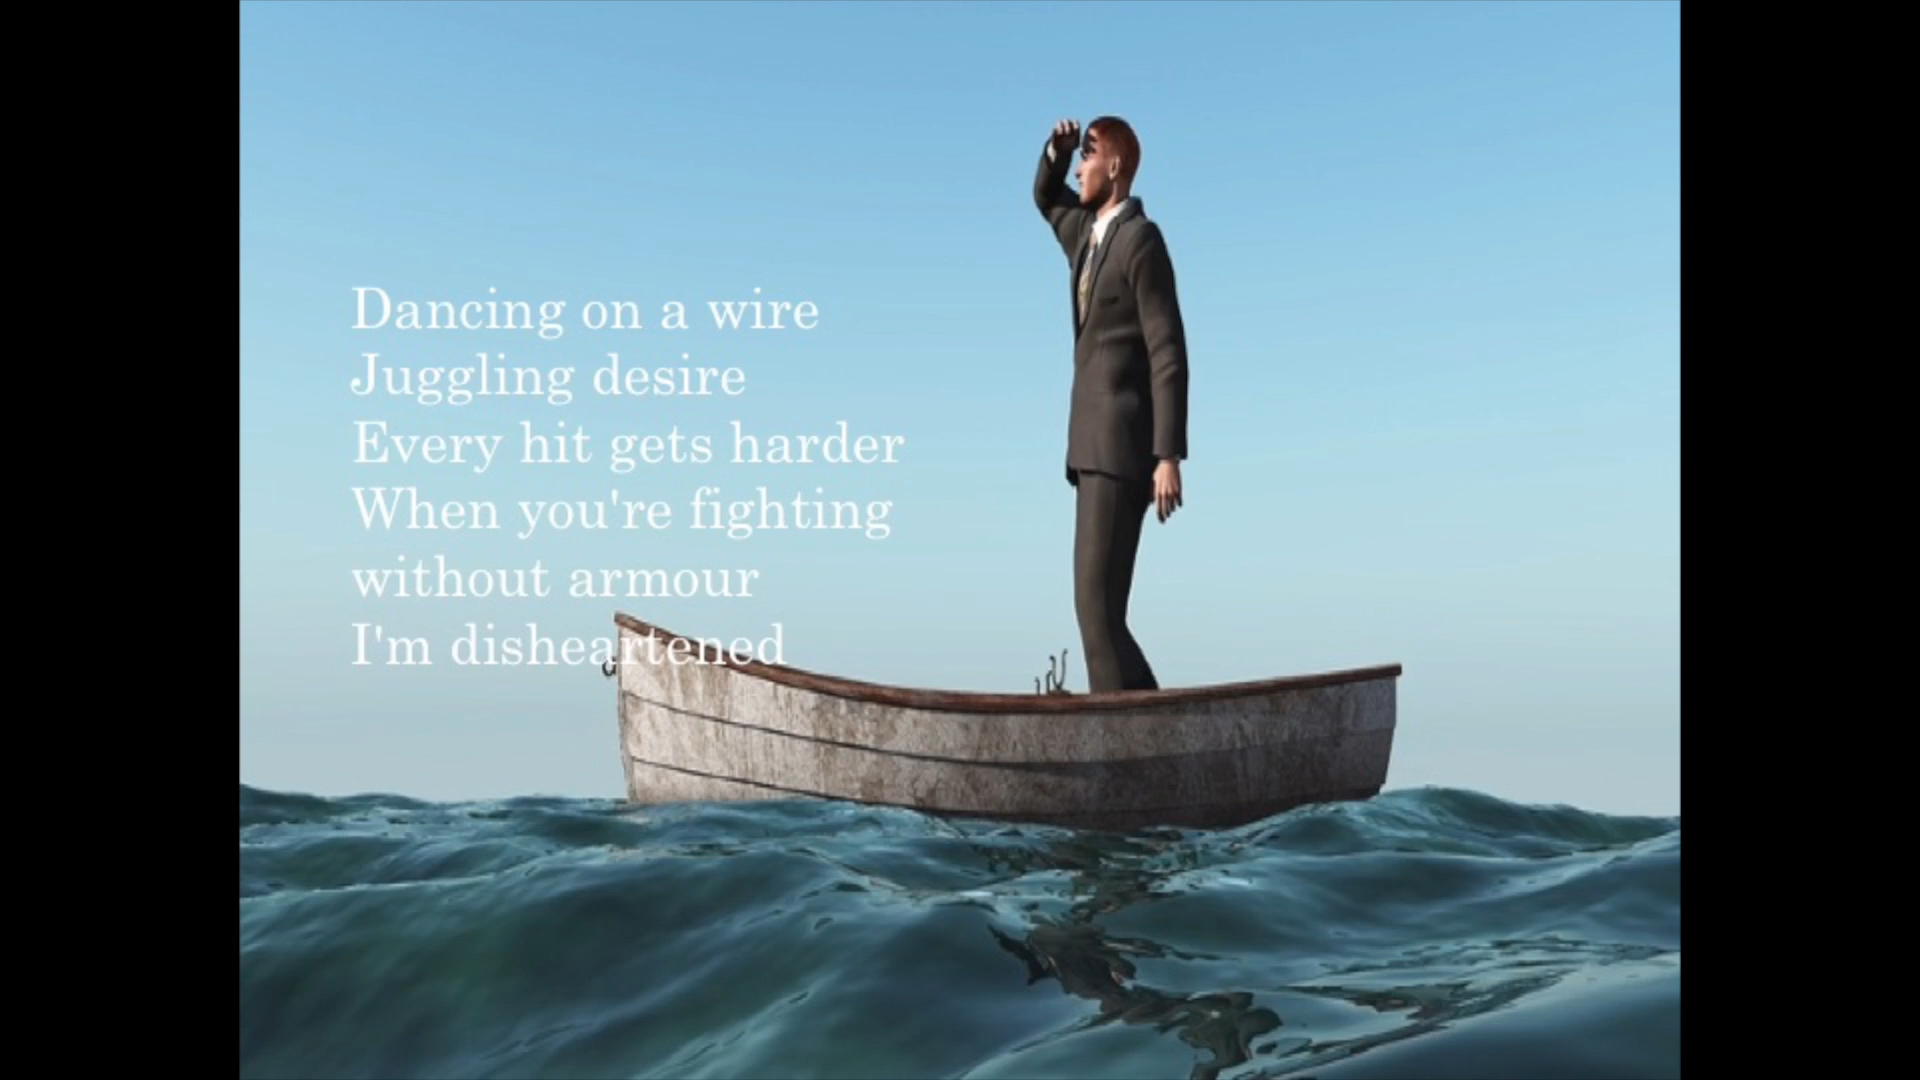 Dancing on a wire
Juggling desire
Every hit gets harder
When you're fighting
without armour
I'm disheartened